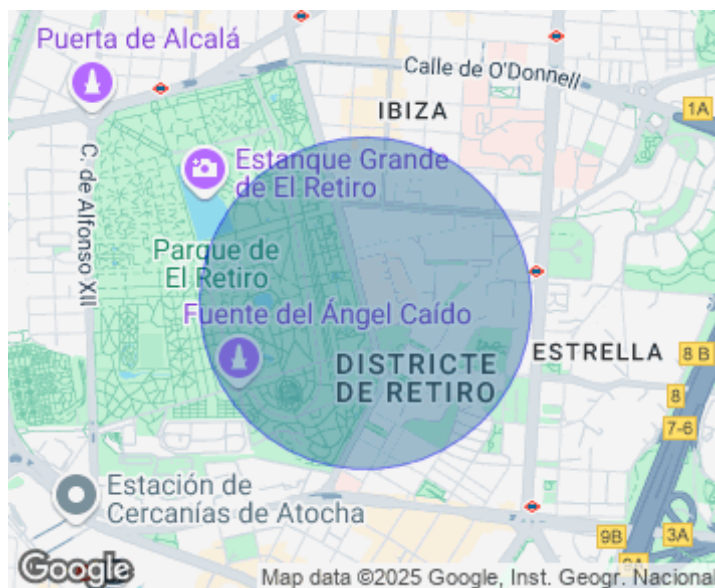 Puerta de Alcalá
Calle de O'Donnell
IBIZA
1A
C. de Alfonso XII
Estanque Grande
de El Retiro
Parque de
El Retiro
Fuente del Ángel Caído
DISTRICTE
DE RETIRO
ESTRELLA
8 B
8
7-6
Estación de
Cercanías de Atocha
9B
3A
Google
Map data ©2025 Google, Inst. Geogr. Nacional